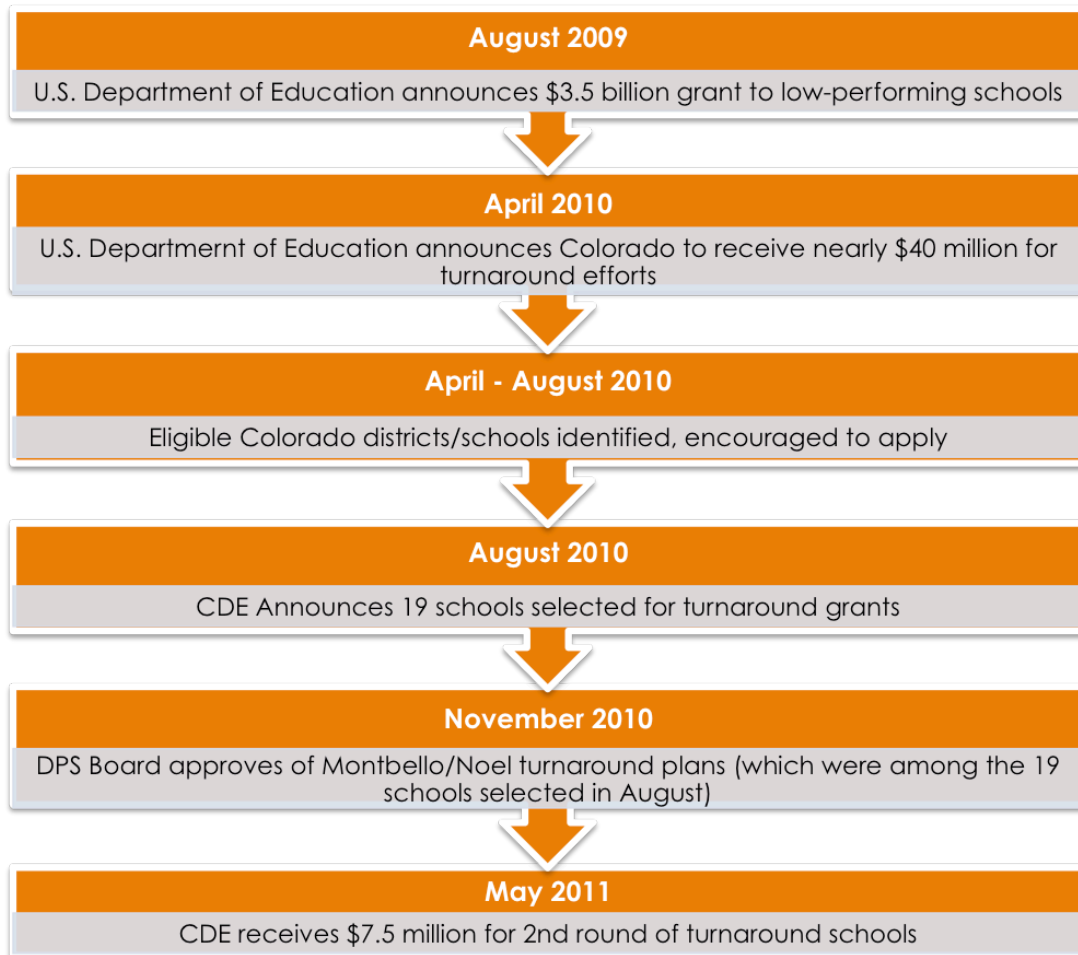 August 2009
U.S. Department of Education announces $3.5 billion grant to low-performing schools
April 2010
U.S. Departmernt of Education announces Colorado to receive nearly $40 million for
turnaround efforts
April - August 2010
Eligible Colorado districts/schools identified, encouraged to apply
August 2010
CDE Announces 19 schools selected for turnaround grants
November 2010
DPS Board approves of Montbello/Noel turnaround plans (which were among the 19
schools selected in August)
May 2011
CDE receives $7.5 million for 2nd round of turnaround schools